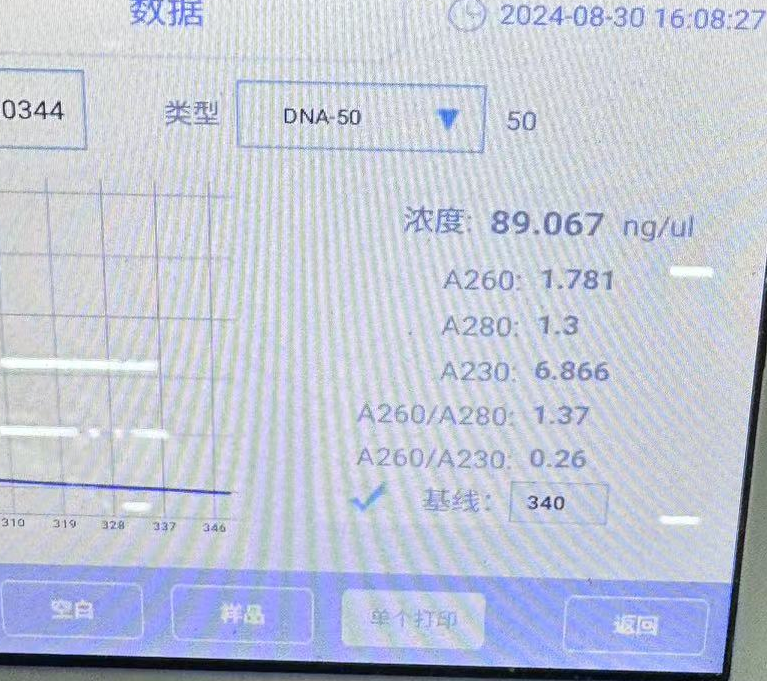 数据
2024-08-30 16:08:27
0344
类型
DNA-50
50
浓度: 89.067 ng/ul
A260: 1.781
A280: 1.3
A230: 6.866
A260/A280: 1.37
A260/A230: 0.26
基线: 340
310 319 328 337 346
空白
样品
单个打印
返回